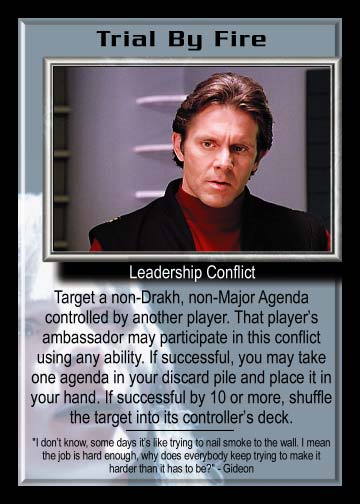 Trial By Fire
Leadership Conflict
Target a non-Drakh, non-Major Agenda
controlled by another player. That player's
ambassador may participate in this conflict
using any ability. If successful, you may take
one agenda in your discard pile and place it in
your hand. If successful by 10 or more, shuffle
the target into its controller's deck.
"I don't know, some days it's like trying to nail smoke to the wall. I mean
the job is hard enough, why does everybody keep trying to make it
harder than it has to be?" - Gideon